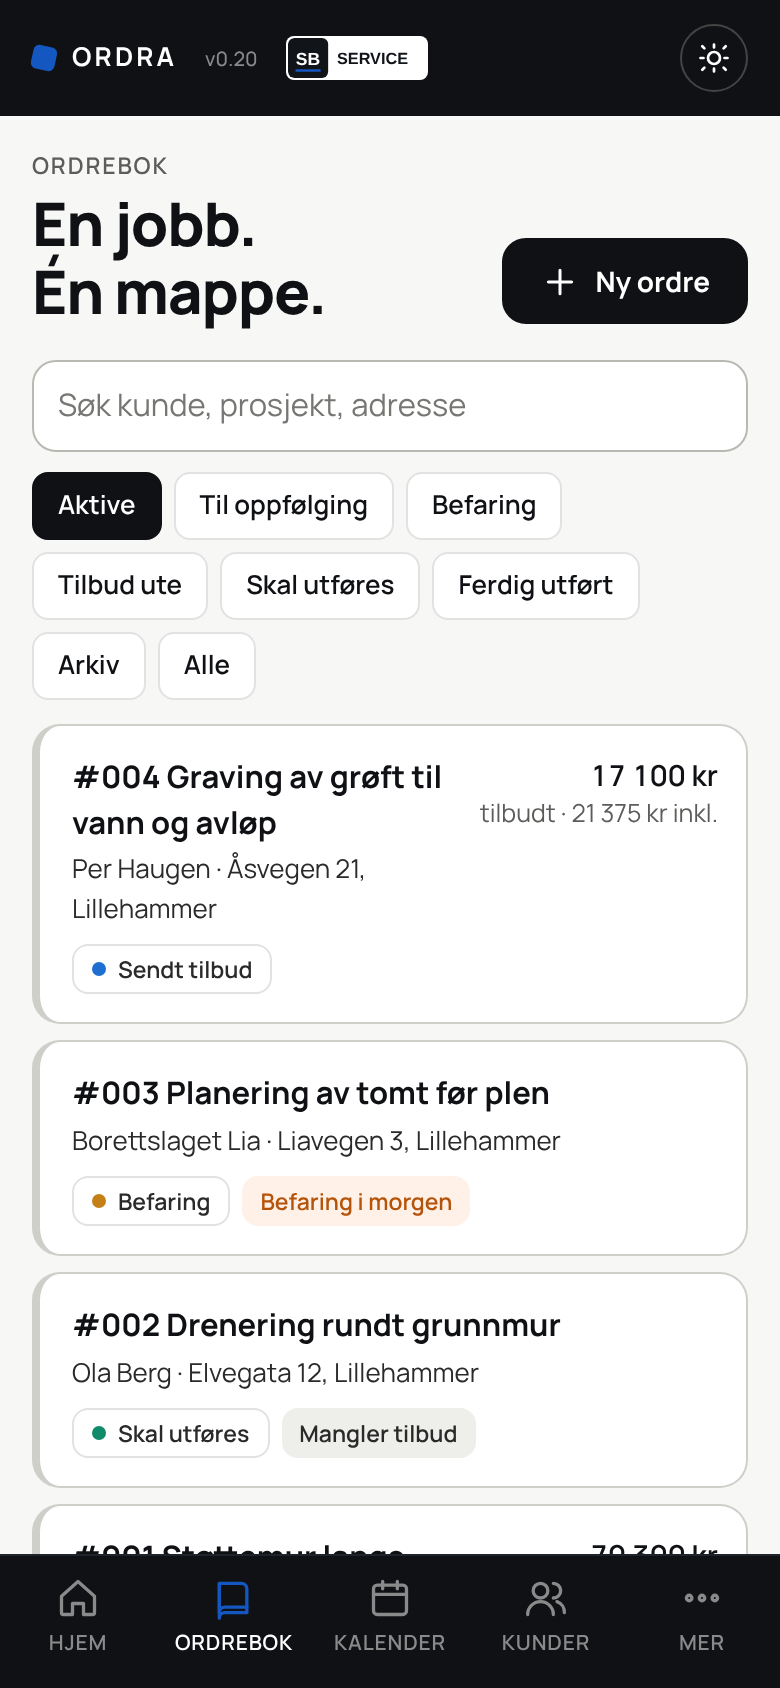 ORDRA v0.20 SB SERVICE
ORDREBOK
En jobb.
Én mappe.
Ny ordre
Søk kunde, prosjekt, adresse
Aktive Til oppfølging Befaring
Tilbud ute Skal utføres Ferdig utført
Arkiv Alle
#004 Graving av grøft til
vann og avløp
17 100 kr
tilbudt · 21 375 kr inkl.
Per Haugen · Åsvegen 21,
Lillehammer
Sendt tilbud
#003 Planering av tomt før plen
Borettslaget Lia · Liavegen 3, Lillehammer
Befaring Befaring i morgen
#002 Drenering rundt grunnmur
Ola Berg · Elvegata 12, Lillehammer
Skal utføres Mangler tilbud
#001 Støttemur langs
HJEM ORDREBOK KALENDER KUNDER MER